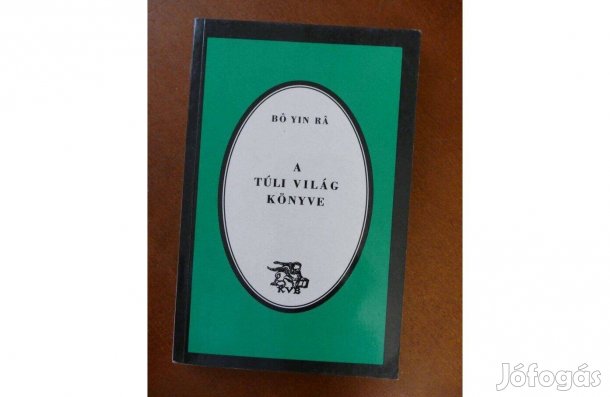 BÔ YIN RÂ
A
TÚLI VILÁG
KÖNYVE
KVB
Jófogás